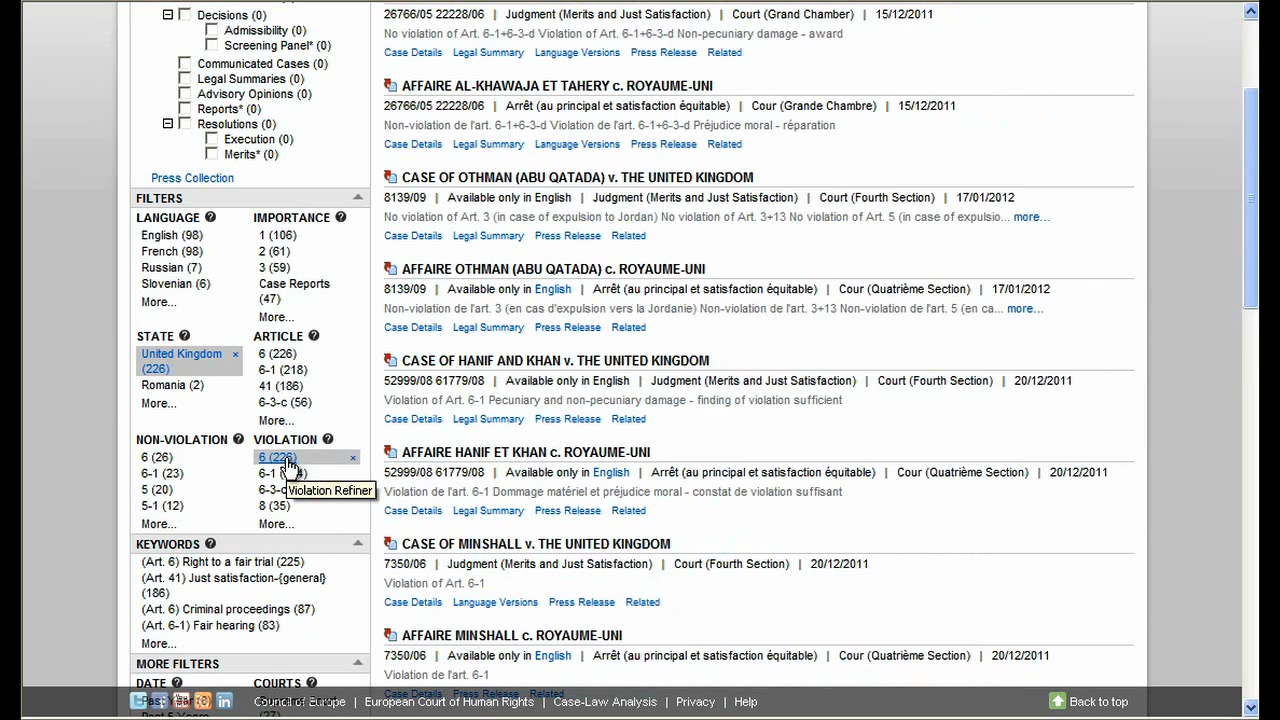 Decisions (0)
Admissibility (0)
Screening Panel* (0)
Communicated Cases (0)
Legal Summaries (0)
Advisory Opinions (0)
Reports* (0)
Resolutions (0)
Execution (0)
Merits* (0)
Press Collection
FILTERS
LANGUAGE
English (98)
French (98)
Russian (7)
Slovenian (6)
More...
IMPORTANCE
1 (106)
2 (61)
3 (59)
Case Reports
(47)
More...
STATE
United Kingdom ×
(226)
Romania (2)
More...
ARTICLE
6 (226)
6-1 (218)
41 (186)
6-3-c (56)
More...
NON-VIOLATION
6 (26)
6-1 (23)
5 (20)
5-1 (12)
More...
VIOLATION
6 (226) ×
6-1
Violation Refiner
8 (35)
More...
KEYWORDS
(Art. 6) Right to a fair trial (225)
(Art. 41) Just satisfaction-{general}
(186)
(Art. 6) Criminal proceedings (87)
(Art. 6-1) Fair hearing (83)
More...
MORE FILTERS
DATE
COURTS
26766/05 22228/06 | Judgment (Merits and Just Satisfaction) | Court (Grand Chamber) | 15/12/2011
No violation of Art. 6-1+6-3-d Violation of Art. 6-1+6-3-d Non-pecuniary damage - award
Case Details Legal Summary Language Versions Press Release Related
AFFAIRE AL-KHAWAJA ET TAHERY c. ROYAUME-UNI
26766/05 22228/06 | Arrêt (au principal et satisfaction équitable) | Cour (Grande Chambre) | 15/12/2011
Non-violation de l'art. 6-1+6-3-d Violation de l'art. 6-1+6-3-d Préjudice moral - réparation
Case Details Legal Summary Language Versions Press Release Related
CASE OF OTHMAN (ABU QATADA) v. THE UNITED KINGDOM
8139/09 | Available only in English | Judgment (Merits and Just Satisfaction) | Court (Fourth Section) | 17/01/2012
No violation of Art. 3 (in case of expulsion to Jordan) No violation of Art. 3+13 No violation of Art. 5 (in case of expulsio... more...
Case Details Legal Summary Press Release Related
AFFAIRE OTHMAN (ABU QATADA) c. ROYAUME-UNI
8139/09 | Available only in English | Arrêt (au principal et satisfaction équitable) | Cour (Quatrième Section) | 17/01/2012
Non-violation de l'art. 3 (en cas d'expulsion vers la Jordanie) Non-violation de l'art. 3+13 Non-violation de l'art. 5 (en ca... more...
Case Details Legal Summary Press Release Related
CASE OF HANIF AND KHAN v. THE UNITED KINGDOM
52999/08 61779/08 | Available only in English | Judgment (Merits and Just Satisfaction) | Court (Fourth Section) | 20/12/2011
Violation of Art. 6-1 Pecuniary and non-pecuniary damage - finding of violation sufficient
Case Details Legal Summary Press Release Related
AFFAIRE HANIF ET KHAN c. ROYAUME-UNI
52999/08 61779/08 | Available only in English | Arrêt (au principal et satisfaction équitable) | Cour (Quatrième Section) | 20/12/2011
Violation de l'art. 6-1 Dommage matériel et préjudice moral - constat de violation suffisant
Case Details Legal Summary Press Release Related
CASE OF MINSHALL v. THE UNITED KINGDOM
7350/06 | Judgment (Merits and Just Satisfaction) | Court (Fourth Section) | 20/12/2011
Violation of Art. 6-1
Case Details Language Versions Press Release Related
AFFAIRE MINSHALL c. ROYAUME-UNI
7350/06 | Available only in English | Arrêt (au principal et satisfaction équitable) | Cour (Quatrième Section) | 20/12/2011
Violation de l'art. 6-1
Case Details Press Release Related
Council of Europe | European Court of Human Rights | Case-Law Analysis | Privacy | Help
Back to top